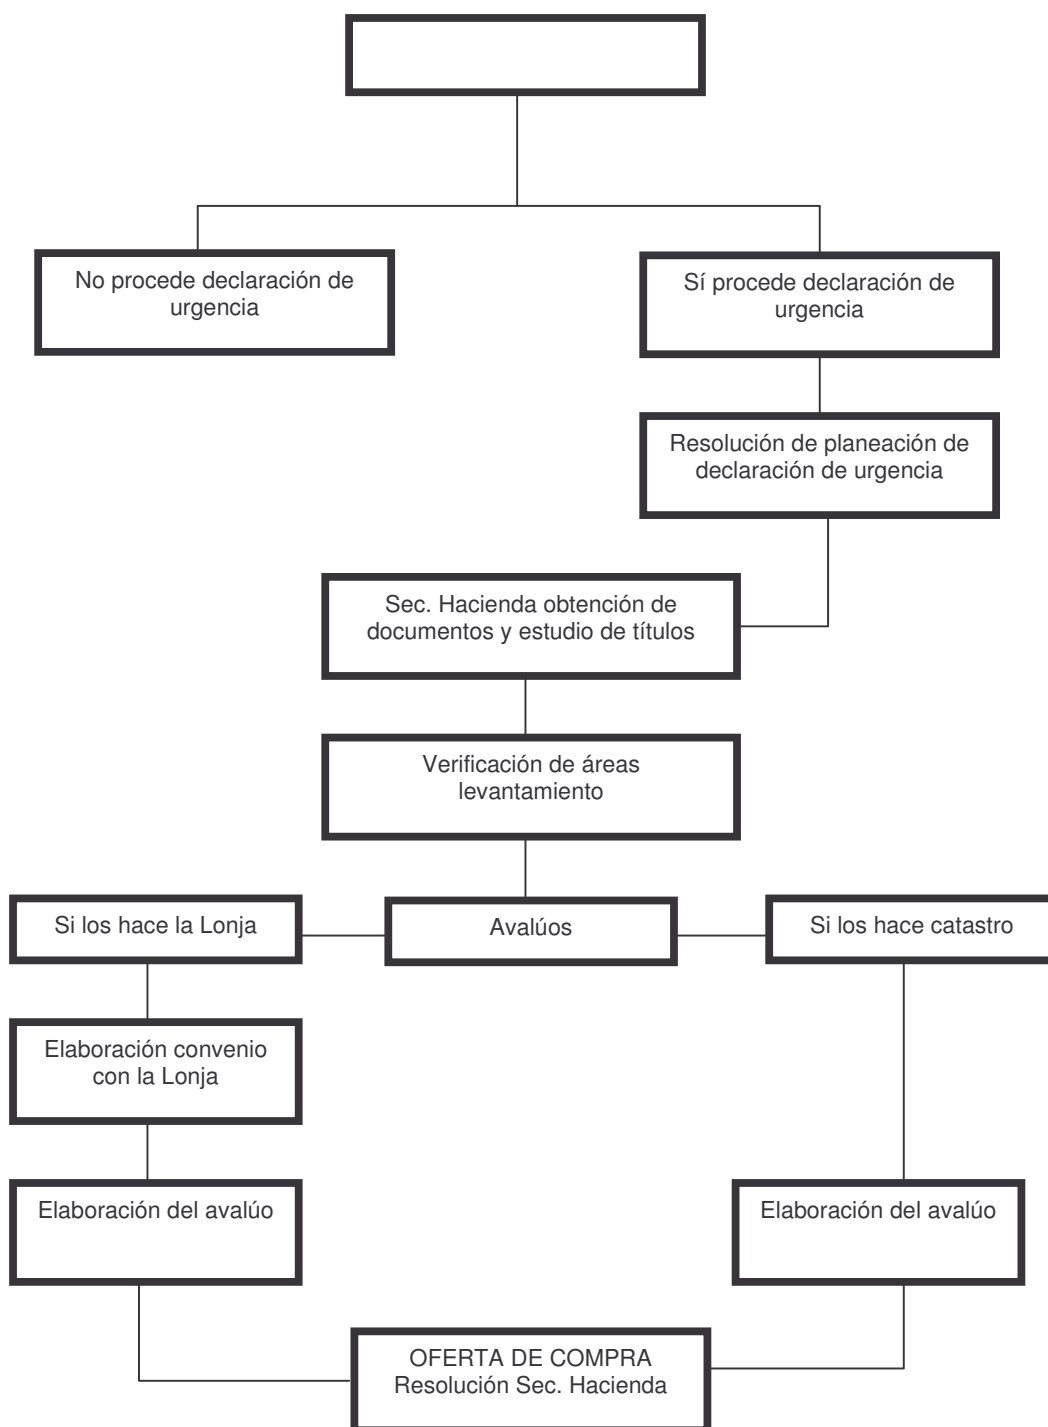 No procede declaración de
urgencia
Sí procede declaración de
urgencia
Resolución de planeación de
declaración de urgencia
Sec. Hacienda obtención de
documentos y estudio de títulos
Verificación de áreas
levantamiento
Si los hace la Lonja
Avalúos
Si los hace catastro
Elaboración convenio
con la Lonja
Elaboración del avalúo
Elaboración del avalúo
OFERTA DE COMPRA
Resolución Sec. Hacienda